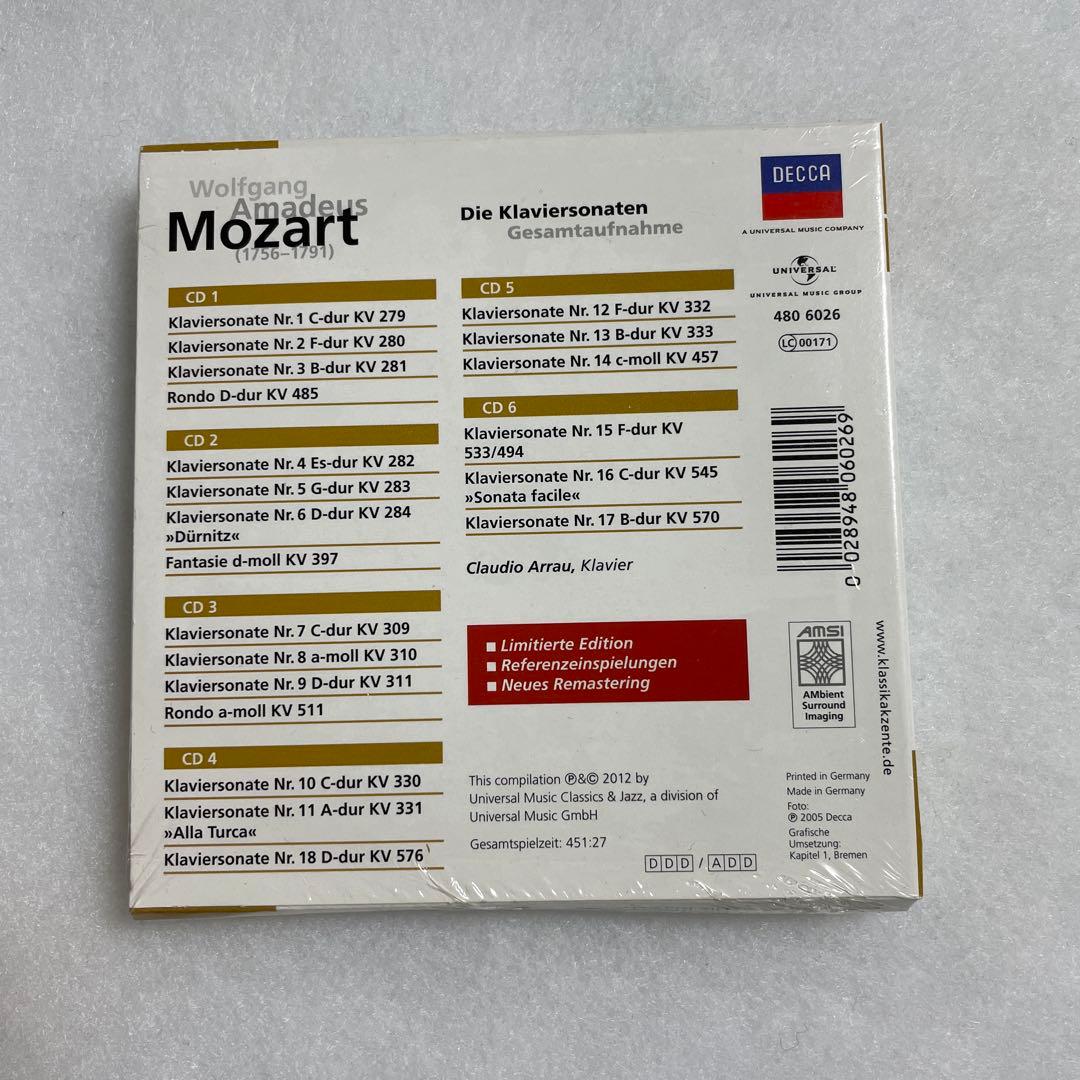 Wolfgang
Amadeus
Mozart
(1756–1791)
Die Klaviersonaten
Gesamtaufnahme
CD 1
Klaviersonate Nr. 1 C-dur KV 279
Klaviersonate Nr. 2 F-dur KV 280
Klaviersonate Nr. 3 B-dur KV 281
Rondo D-dur KV 485
CD 2
Klaviersonate Nr. 4 Es-dur KV 282
Klaviersonate Nr. 5 G-dur KV 283
Klaviersonate Nr. 6 D-dur KV 284
»Dürnitz«
Fantasie d-moll KV 397
CD 3
Klaviersonate Nr. 7 C-dur KV 309
Klaviersonate Nr. 8 a-moll KV 310
Klaviersonate Nr. 9 D-dur KV 311
Rondo a-moll KV 511
CD 4
Klaviersonate Nr. 10 C-dur KV 330
Klaviersonate Nr. 11 A-dur KV 331
»Alla Turca«
Klaviersonate Nr. 18 D-dur KV 576
CD 5
Klaviersonate Nr. 12 F-dur KV 332
Klaviersonate Nr. 13 B-dur KV 333
Klaviersonate Nr. 14 c-moll KV 457
CD 6
Klaviersonate Nr. 15 F-dur KV
533/494
Klaviersonate Nr. 16 C-dur KV 545
»Sonata facile«
Klaviersonate Nr. 17 B-dur KV 570
Claudio Arrau, Klavier
■ Limitierte Edition
■ Referenzeinspielungen
■ Neues Remastering
This compilation ℗&© 2012 by
Universal Music Classics & Jazz, a division of
Universal Music GmbH
Gesamtspielzeit: 451:27
DDD / ADD
DECCA
A UNIVERSAL MUSIC COMPANY
UNIVERSAL
UNIVERSAL MUSIC GROUP
480 6026
LC 00171
0 028948 060269
AMSI
AMbient
Surround
Imaging
www.klassikakzente.de
Printed in Germany
Made in Germany
Foto:
℗ 2005 Decca
Grafische
Umsetzung:
Kapitel 1, Bremen